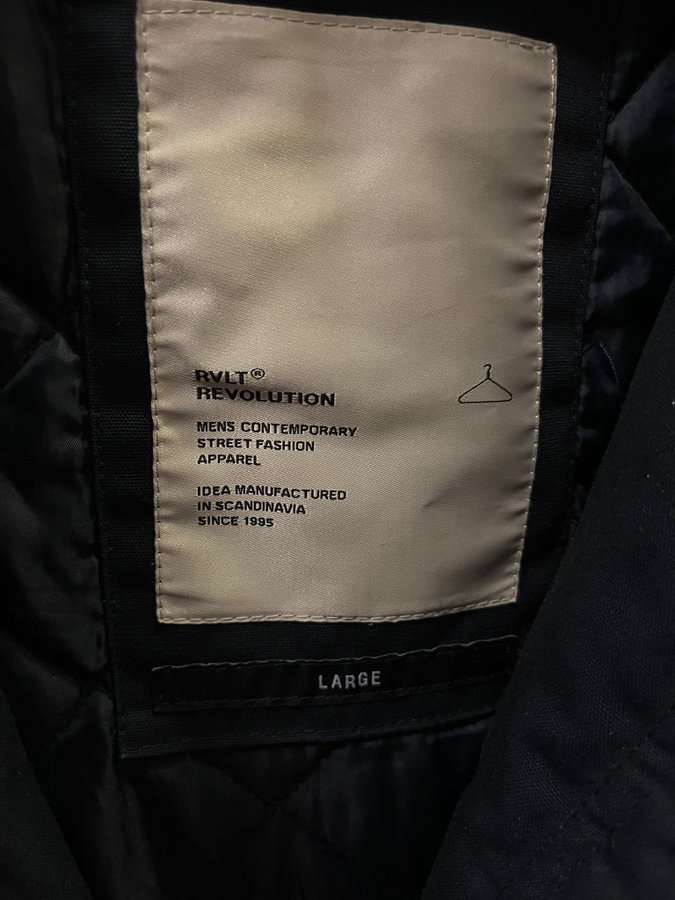 RVLT®
REVOLUTION
MENS CONTEMPORARY
STREET FASHION
APPAREL
IDEA MANUFACTURED
IN SCANDINAVIA
SINCE 1995
LARGE